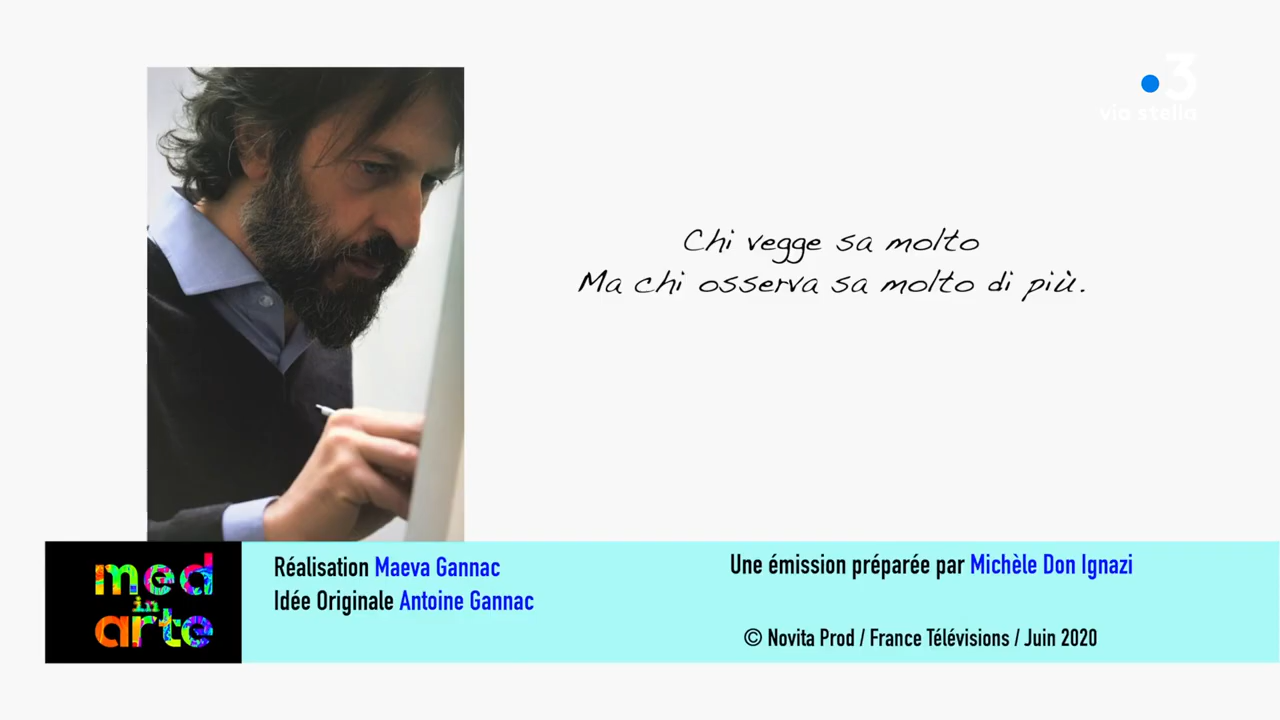 3
via stella
Chi vegge sa molto
Ma chi osserva sa molto di più.
med
in
arte
Réalisation Maeva Gannac
Idée Originale Antoine Gannac
Une émission préparée par Michèle Don Ignazi
© Novita Prod / France Télévisions / Juin 2020